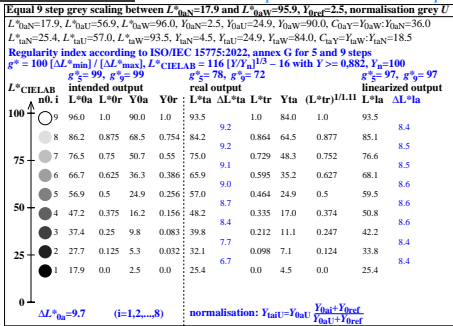 Equal 9 step grey scaling between L*0aN=17.9 and L*0aW=95.9, Y0ref=2.5, normalisation grey U
L*0aN=17.9, L*0aU=56.9, L*0aW=96.0, Y0aN=2.5, Y0aU=24.9, Y0aW=90.0, C0aY=Y0aW:Y0aN=36.0
L*taN=25.4, L*taU=57.0, L*taW=93.5, YtaN=4.5, YtaU=24.9, YtaW=84.0, CtaY=YtaW:YtaN=18.5
Regularity index according to ISO/IEC 15775:2022, annex G for 5 and 9 steps
g* = 100 [ΔL*min] / [ΔL*max], L*CIELAB = 116 [Y/Yn]1/3 – 16 with Y >= 0,882, Yn=100
g*5= 99, g*9= 99 g*5= 78, g*9= 72 g*5= 97, g*9= 97
L*CIELAB intended output real output linearized output
n0. i L*0a L*0r Y0a Y0r L*ta ΔL*ta L*tr Yta (L*tr)1/1.11 L*la ΔL*la
100 9 96.0 1.0 90.0 1.0 93.5 1.0 84.0 1.0 93.5
9.2 8.4
8 86.2 0.875 68.5 0.754 84.2 0.864 64.5 0.877 85.1
9.2 8.5
7 76.5 0.75 50.7 0.55 75.0 0.729 48.3 0.752 76.6
75
9.1 8.5
6 66.7 0.625 36.3 0.386 65.9 0.595 35.2 0.627 68.1
9.0 8.6
5 56.9 0.5 24.9 0.256 57.0 0.464 24.9 0.5 59.5
50
8.7 8.6
4 47.2 0.375 16.2 0.156 48.2 0.335 17.0 0.374 50.8
8.4 8.6
3 37.4 0.25 9.8 0.083 39.8 0.212 11.1 0.247 42.2
7.7 8.4
2 27.7 0.125 5.3 0.032 32.1 0.098 7.1 0.124 33.8
25
6.7 8.4
1 17.9 0.0 2.5 0.0 25.4 0.0 4.5 0.0 25.4
0
ΔL*0a=9.7 (i=1,2,...,8) normalisation: YtaiU=Y0aU Y0ai+Y0ref
Y0aU+Y0ref